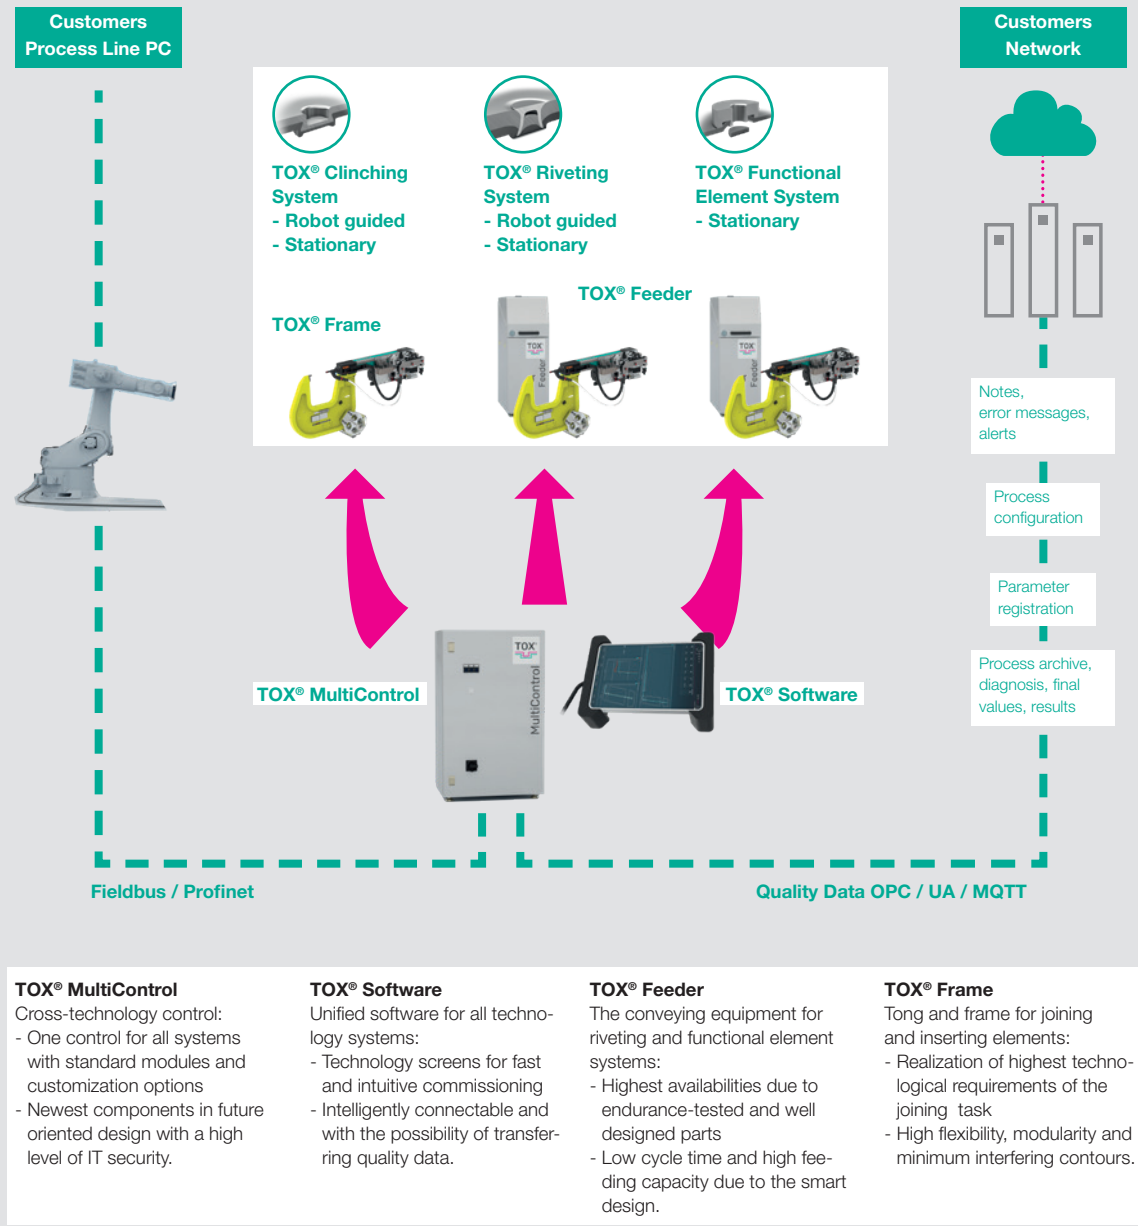 Customers
Process Line PC
Customers
Network
TOX® Clinching
System
- Robot guided
- Stationary
TOX® Riveting
System
- Robot guided
- Stationary
TOX® Functional
Element System
- Stationary
TOX® Feeder
TOX® Frame
TOX®
Feeder
TOX®
Feeder
Notes,
error messages,
alerts
Process
configuration
Parameter
registration
Process archive,
diagnosis, final
values, results
TOX® MultiControl
TOX®
MultiControl
TOX® Software
Fieldbus / Profinet
Quality Data OPC / UA / MQTT
TOX® MultiControl
Cross-technology control:
- One control for all systems
with standard modules and
customization options
- Newest components in future
oriented design with a high
level of IT security.
TOX® Software
Unified software for all techno-
logy systems:
- Technology screens for fast
and intuitive commissioning
- Intelligently connectable and
with the possibility of transfer-
ring quality data.
TOX® Feeder
The conveying equipment for
riveting and functional element
systems:
- Highest availabilities due to
endurance-tested and well
designed parts
- Low cycle time and high fee-
ding capacity due to the smart
design.
TOX® Frame
Tong and frame for joining
and inserting elements:
- Realization of highest techno-
logical requirements of the
joining task
- High flexibility, modularity and
minimum interfering contours.